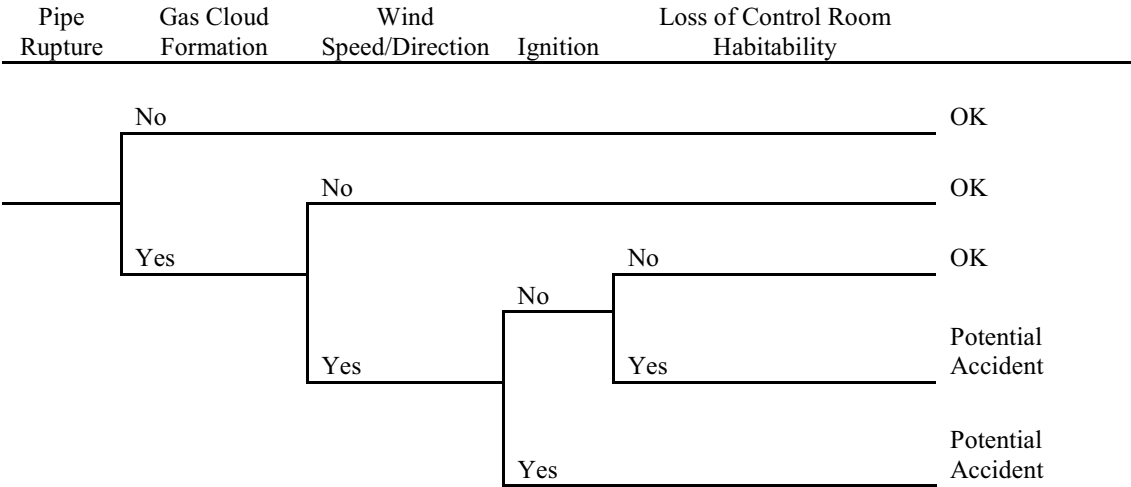 Pipe Rupture
Gas Cloud Formation
Wind Speed/Direction
Ignition
Loss of Control Room Habitability
No
OK
No
OK
Yes
No
OK
No
Potential
Yes
Yes
Accident
Potential
Yes
Accident